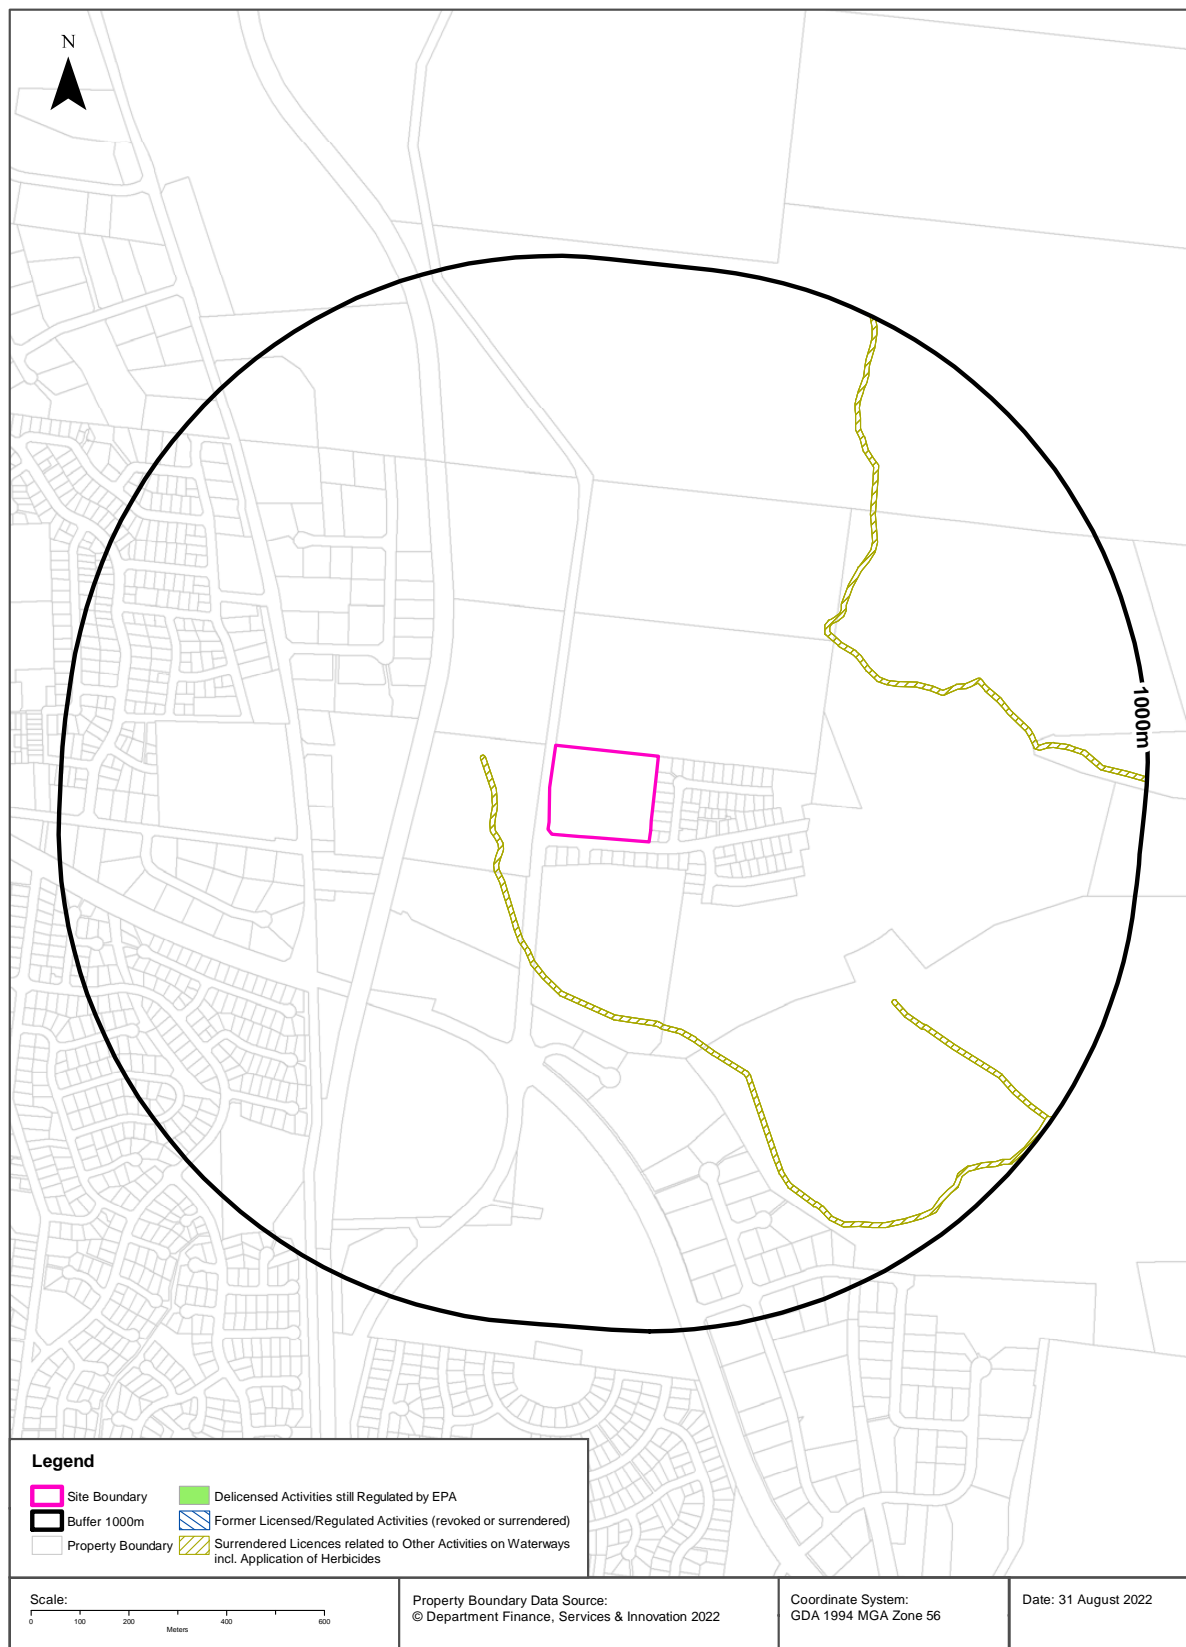 N
1000m
Legend
Site Boundary
Buffer 1000m
Property Boundary
Delicensed Activities still Regulated by EPA
Former Licensed/Regulated Activities (revoked or surrendered)
Surrendered Licences related to Other Activities on Waterways
incl. Application of Herbicides
Scale:
0 100 200 400 600
Meters
Property Boundary Data Source:
© Department Finance, Services & Innovation 2022
Coordinate System:
GDA 1994 MGA Zone 56
Date: 31 August 2022